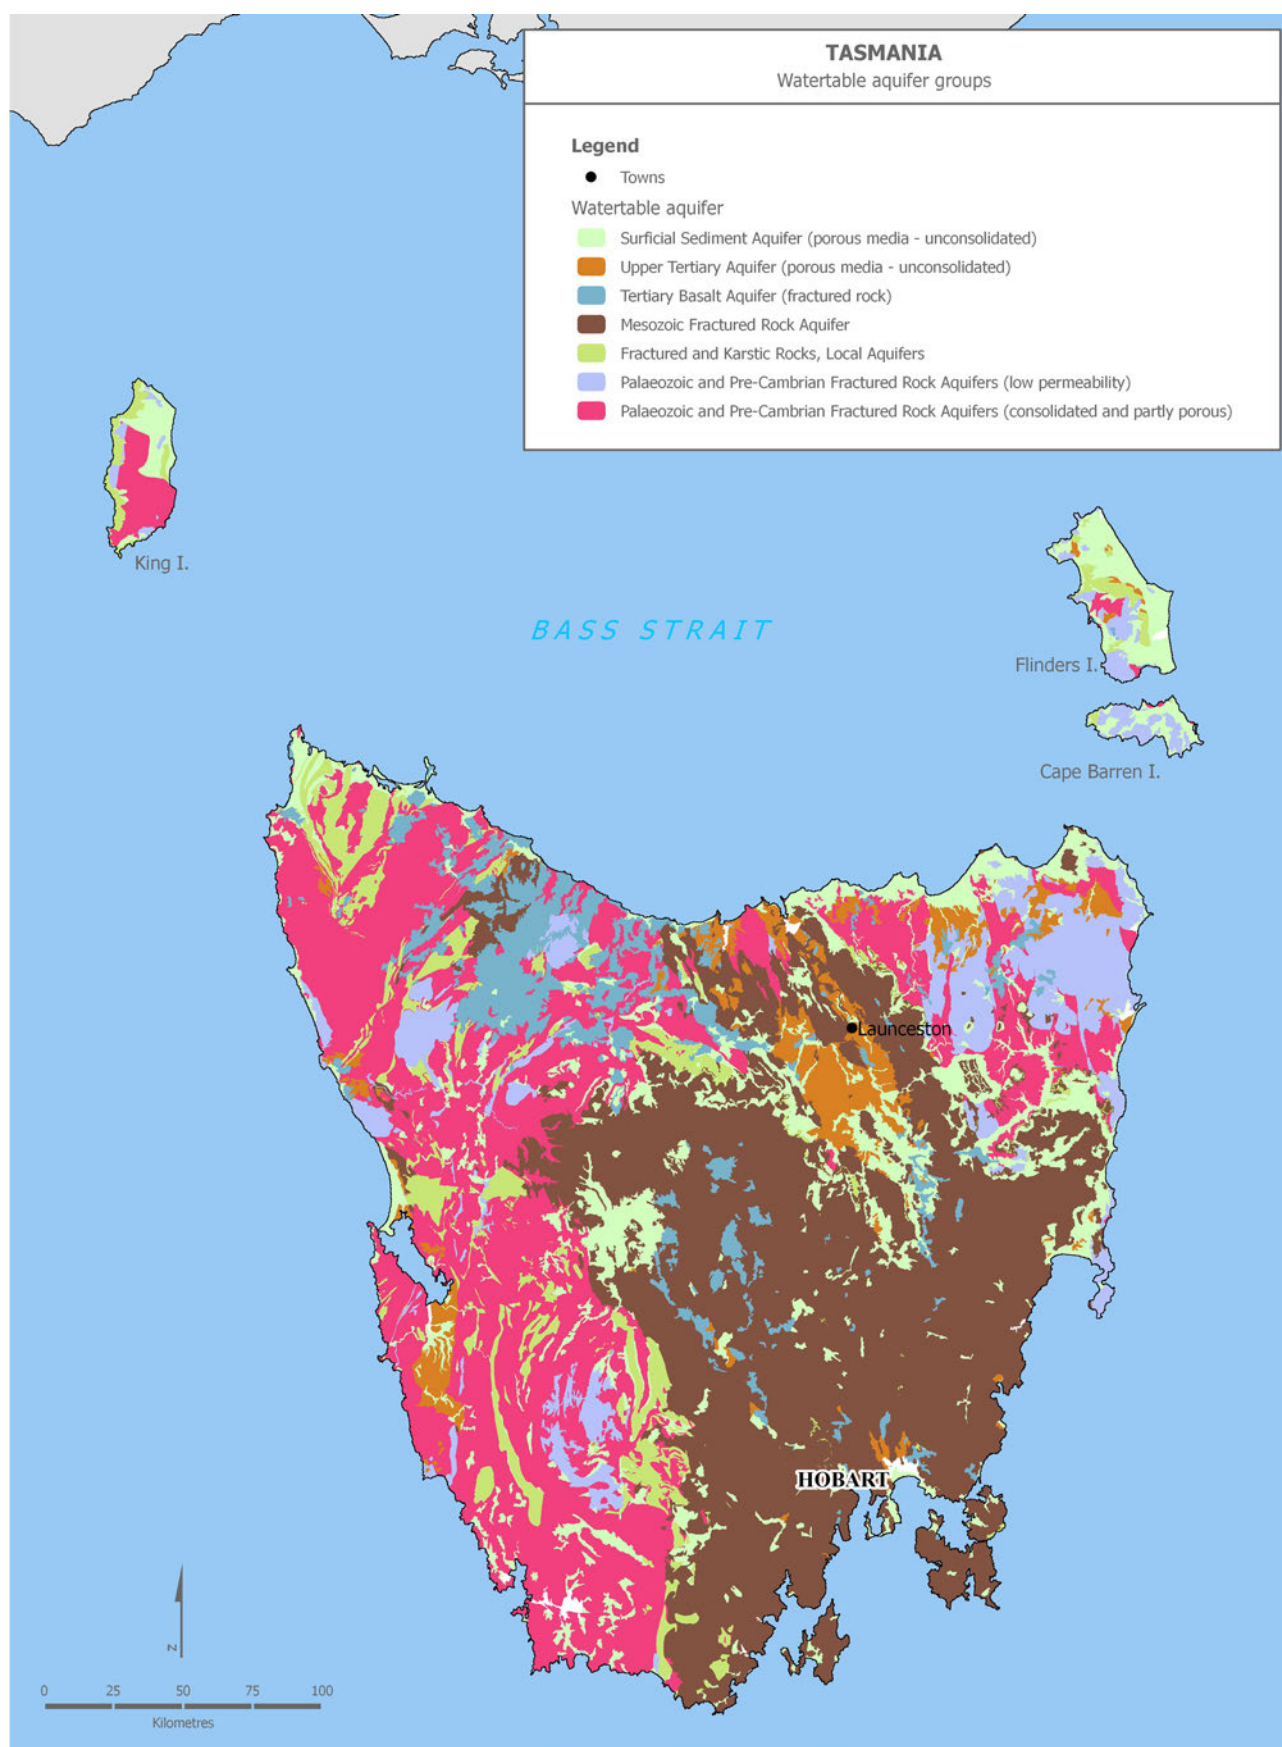 TASMANIA
Watertable aquifer groups
Legend
Towns
Watertable aquifer
Surficial Sediment Aquifer (porous media - unconsolidated)
Upper Tertiary Aquifer (porous media - unconsolidated)
Tertiary Basalt Aquifer (fractured rock)
Mesozoic Fractured Rock Aquifer
Fractured and Karstic Rocks, Local Aquifers
Palaeozoic and Pre-Cambrian Fractured Rock Aquifers (low permeability)
Palaeozoic and Pre-Cambrian Fractured Rock Aquifers (consolidated and partly porous)
King I.
BASS STRAIT
Flinders I.
Cape Barren I.
Launceston
HOBART
N
0 25 50 75 100
Kilometres